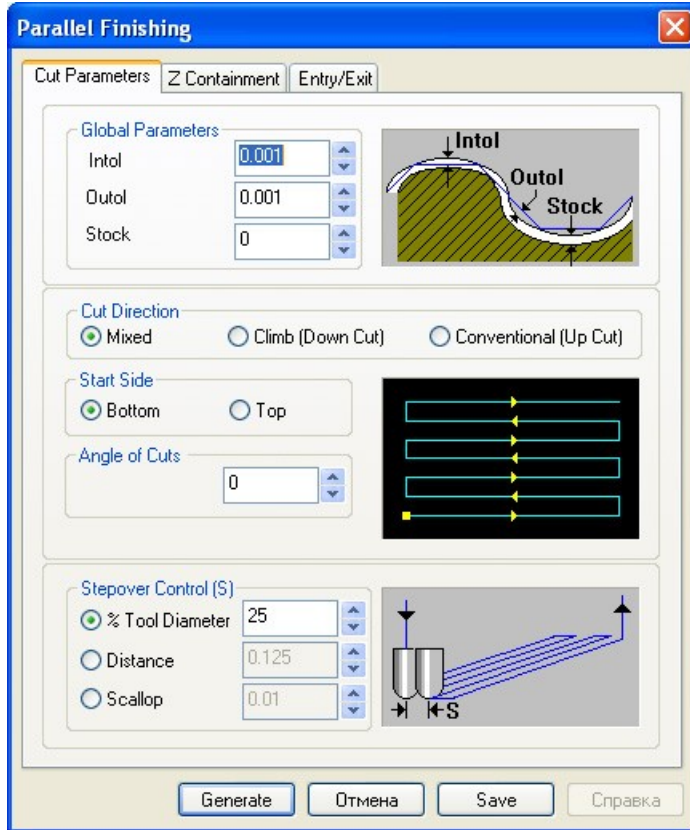 Parallel Finishing
Cut Parameters Z Containment Entry/Exit
Global Parameters
Intol 0.001
Outol 0.001
Stock 0
Intol
Outol
Stock
Cut Direction
Mixed Climb (Down Cut) Conventional (Up Cut)
Start Side
Bottom Top
Angle of Cuts
0
Stepover Control (S)
% Tool Diameter 25
Distance 0.125
Scallop 0.01
S
Generate Отмена Save Справка